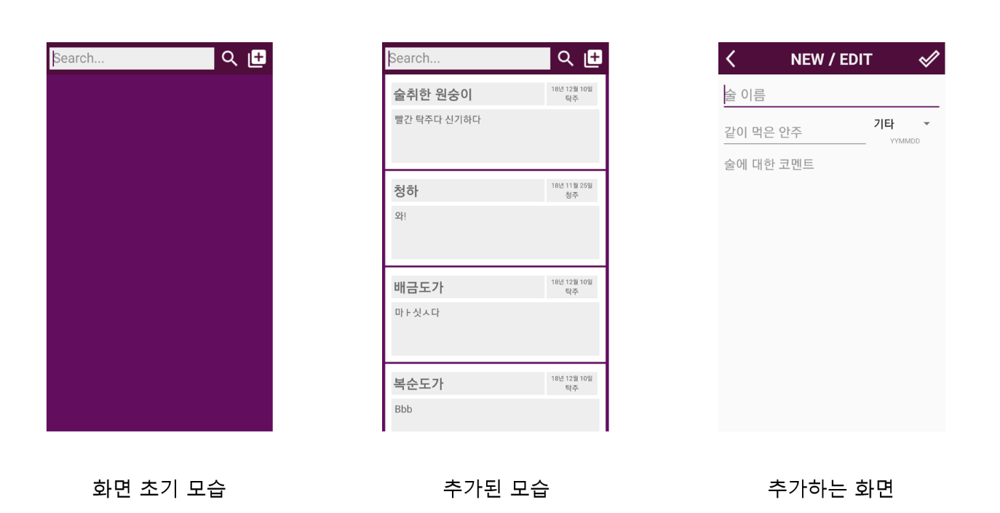 Search...
화면 초기 모습
Search...
술취한 원숭이
18년 12월 10일
탁주
빨간 탁주다 신기하다
청하
18년 11월 25일
청주
와!
배금도가
18년 12월 10일
탁주
마ㅏ싯ㅅ다
복순도가
18년 12월 10일
탁주
Bbb
추가된 모습
NEW / EDIT
술 이름
같이 먹은 안주
기타
YYMMDD
술에 대한 코멘트
추가하는 화면